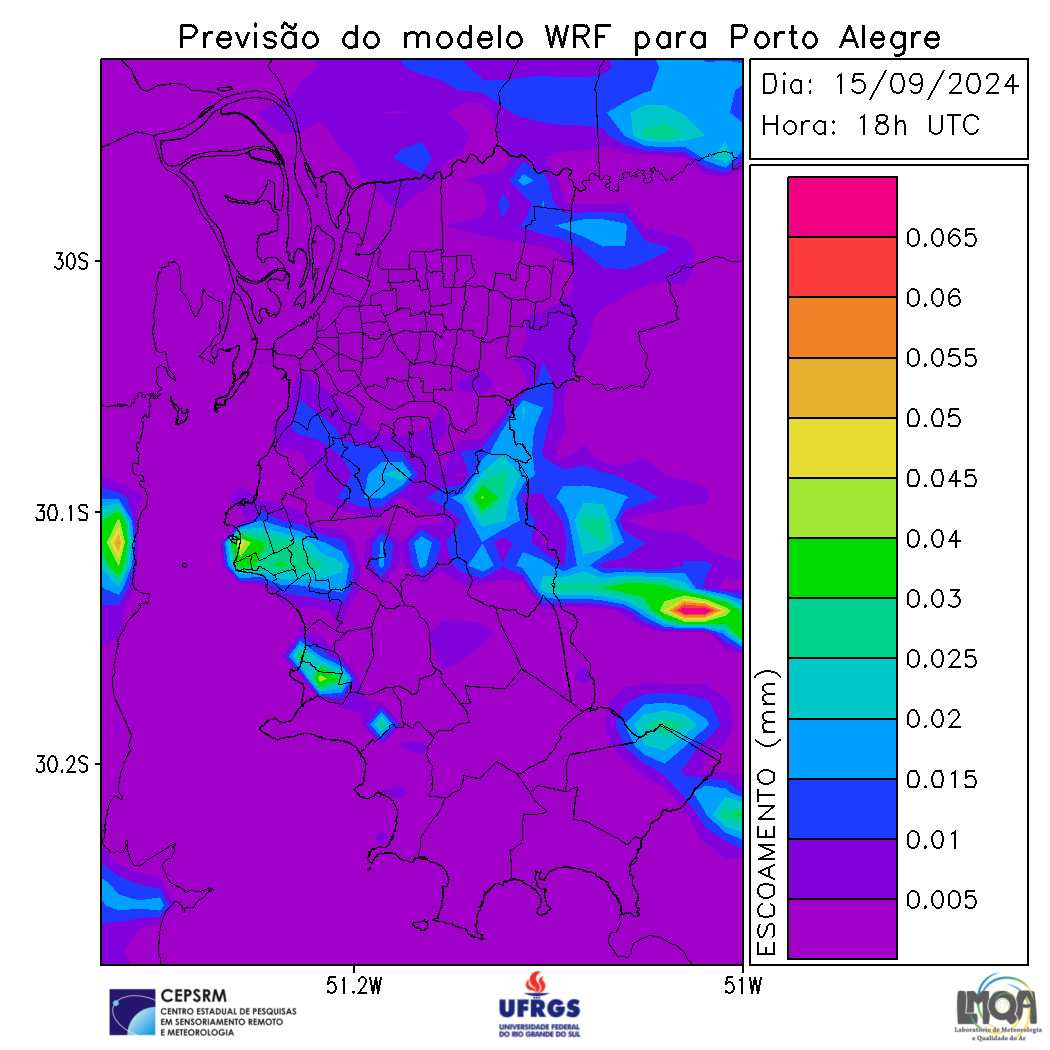 Previsão do modelo WRF para Porto Alegre
Dia: 15/09/2024
Hora: 18h UTC
30S
30.1S
30.2S
51.2W
51W
ESCOAMENTO (mm)
0.065
0.06
0.055
0.05
0.045
0.04
0.03
0.025
0.02
0.015
0.01
0.005
CEPSRM
CENTRO ESTADUAL DE PESQUISAS
EM SENSORIAMENTO REMOTO
E METEOROLOGIA
UFRGS
UNIVERSIDADE FEDERAL
DO RIO GRANDE DO SUL
LMQA
Laboratório de Meteorologia
e Qualidade do Ar